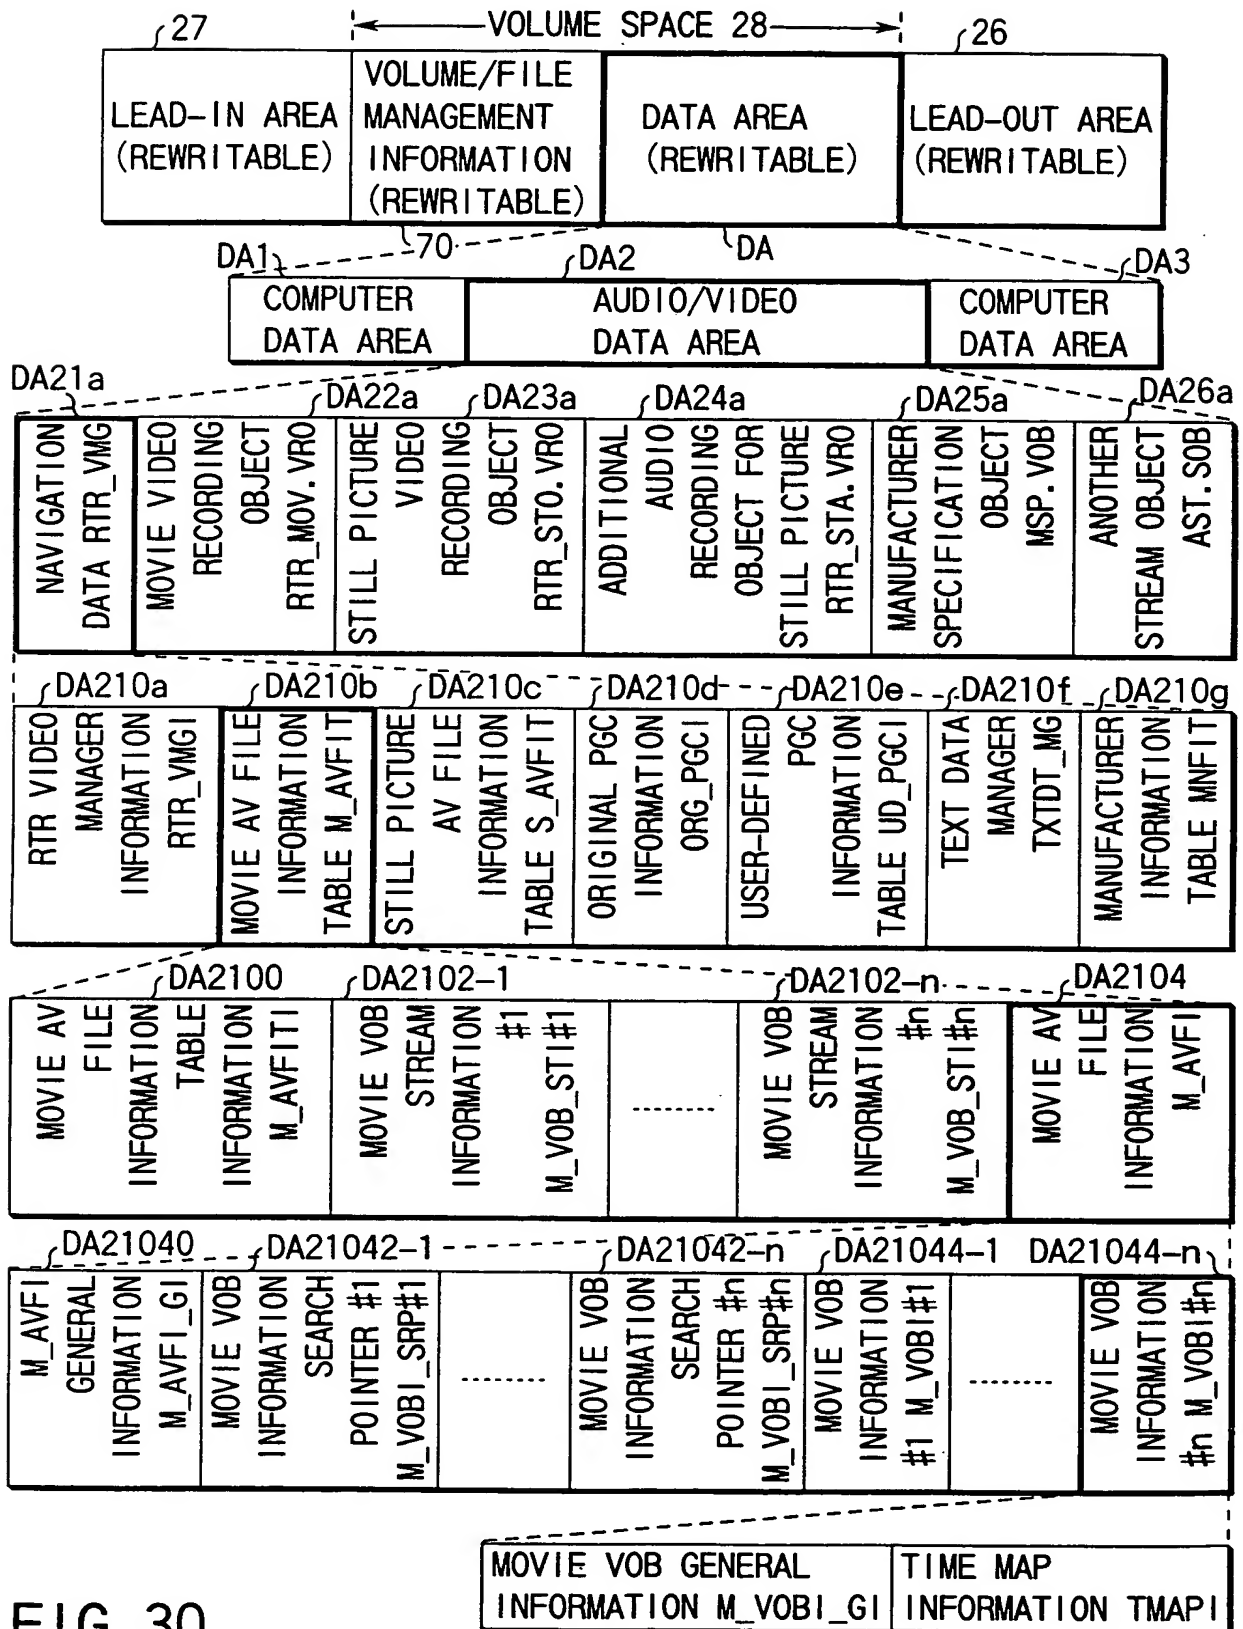 27
VOLUME SPACE 28
26
LEAD-IN AREA
(REWRITABLE)
VOLUME/FILE
MANAGEMENT
INFORMATION
(REWRITABLE)
DATA AREA
(REWRITABLE)
LEAD-OUT AREA
(REWRITABLE)
70
DA
DA1
DA2
DA3
COMPUTER
DATA AREA
AUDIO/VIDEO
DATA AREA
COMPUTER
DATA AREA
DA21a
DA22a
DA23a
DA24a
DA25a
DA26a
NAVIGATION
DATA RTR_VMG
MOVIE VIDEO
RECORDING
OBJECT
RTR_MOV.VRO
STILL PICTURE
VIDEO
RECORDING
OBJECT
RTR_STO.VRO
ADDITIONAL
AUDIO
RECORDING
OBJECT FOR
STILL PICTURE
RTR_STA.VRO
MANUFACTURER
SPECIFICATION
OBJECT
MSP.VOB
ANOTHER
STREAM OBJECT
AST.SOB
DA210a
DA210b
DA210c
DA210d
DA210e
DA210f
DA210g
RTR VIDEO
MANAGER
INFORMATION
RTR_VMGI
MOVIE AV FILE
INFORMATION
TABLE M_AVFIT
STILL PICTURE
AV FILE
INFORMATION
TABLE S_AVFIT
ORIGINAL PGC
INFORMATION
ORG_PGCI
USER-DEFINED
PGC
INFORMATION
TABLE UD_PGCI
TEXT DATA
MANAGER
TXTDT_MG
MANUFACTURER
INFORMATION
TABLE MNFIT
DA2100
DA2102-1
DA2102-n
DA2104
MOVIE AV
FILE
INFORMATION
TABLE
INFORMATION
M_AVFITI
MOVIE VOB
STREAM
INFORMATION
#1
M_VOB_STI#1
.........
MOVIE VOB
STREAM
INFORMATION
#n
M_VOB_STI#n
MOVIE AV
FILE
INFORMATION
M_AVFI
DA21040
DA21042-1
DA21042-n
DA21044-1
DA21044-n
M_AVFI
GENERAL
INFORMATION
M_AVFI_GI
MOVIE VOB
INFORMATION
SEARCH
POINTER #1
M_VOBI_SRP#1
.........
MOVIE VOB
INFORMATION
SEARCH
POINTER #n
M_VOBI_SRP#n
MOVIE VOB
INFORMATION
#1 M_VOBI#1
.........
MOVIE VOB
INFORMATION
#n M_VOBI#n
MOVIE VOB GENERAL
INFORMATION M_VOBI_GI
TIME MAP
INFORMATION TMAPI
FIG. 30